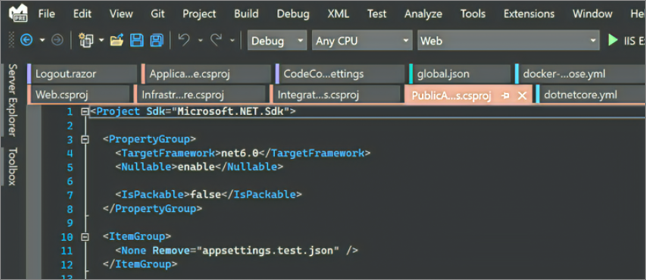 PRE File Edit View Git Project Build Debug XML Test Analyze Tools Extensions Window Help
Debug Any CPU Web IIS E
Logout.razor Applica...e.csproj CodeCo...ettings global.json docker-...ose.yml
Web.csproj Infrastr...re.csproj Integrat...s.csproj PublicA...s.csproj dotnetcore.yml
Server Explorer
Toolbox
1 <Project Sdk="Microsoft.NET.Sdk">
2
3 <PropertyGroup>
4 <TargetFramework>net6.0</TargetFramework>
5 <Nullable>enable</Nullable>
6
7 <IsPackable>false</IsPackable>
8 </PropertyGroup>
9
10 <ItemGroup>
11 <None Remove="appsettings.test.json" />
12 </ItemGroup>
13